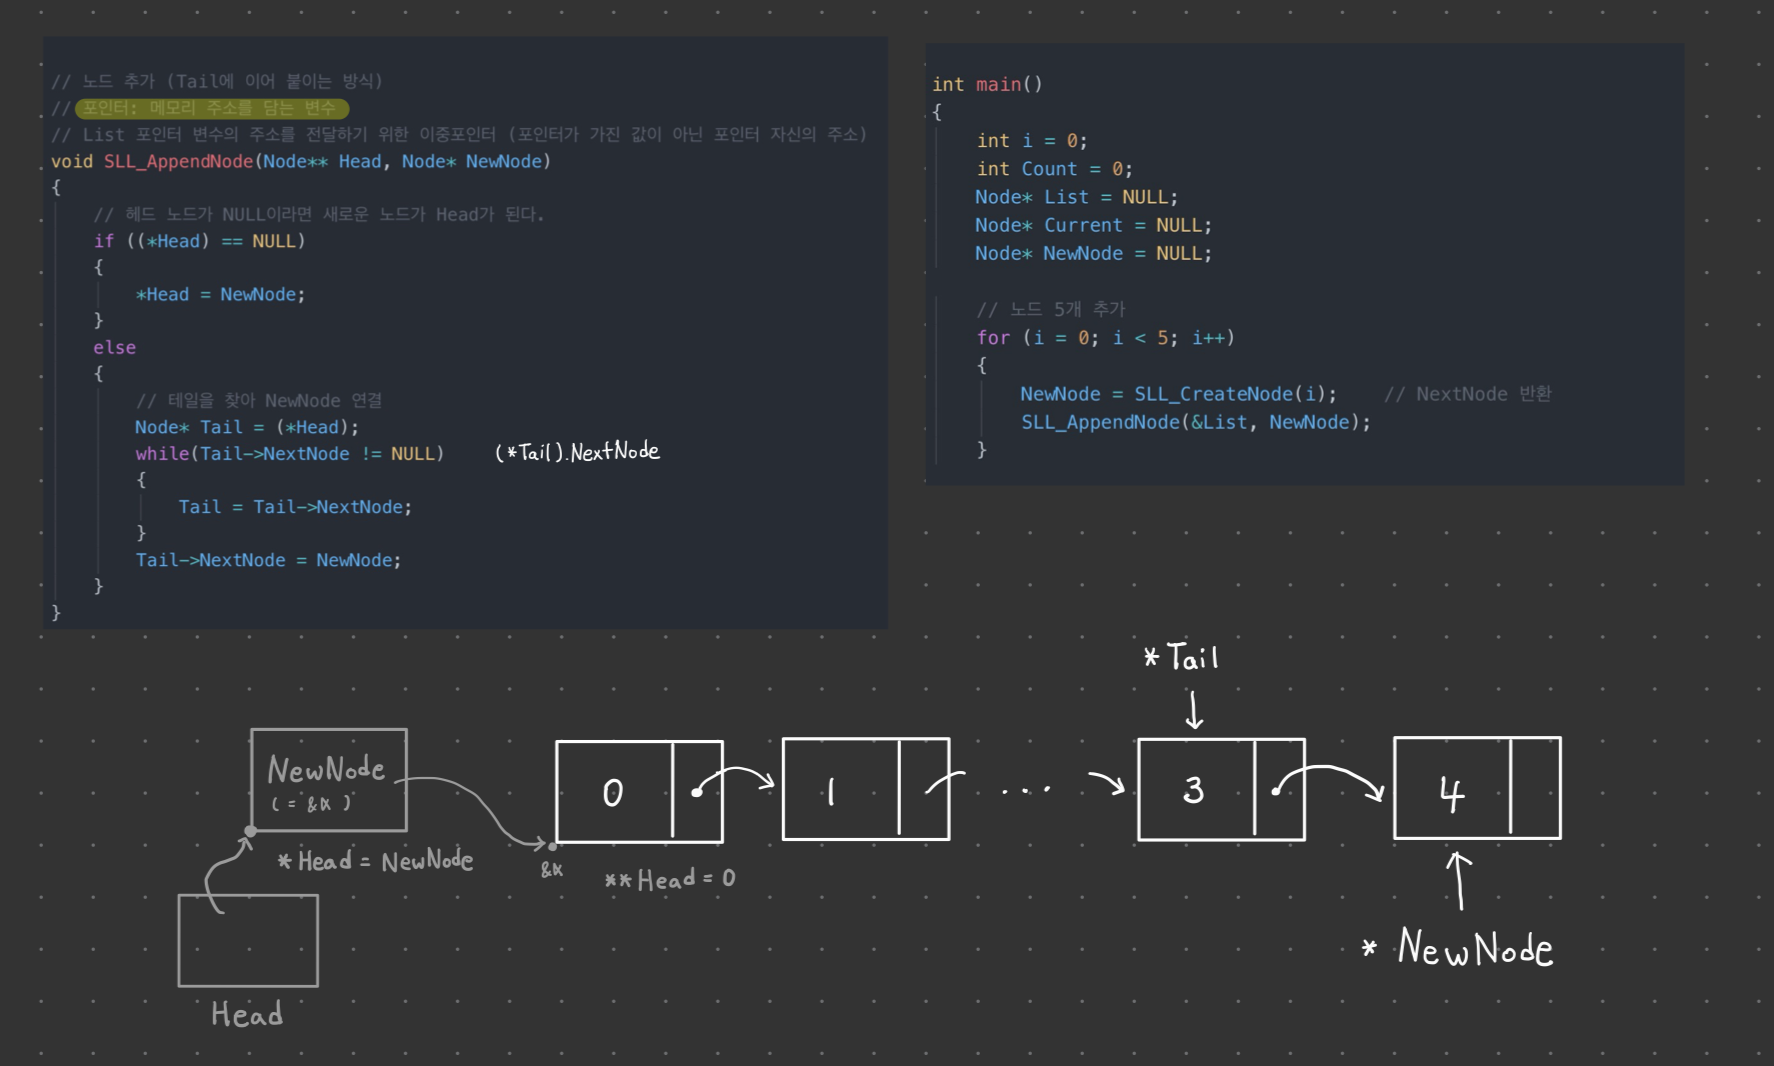 // 노드 추가 (Tail에 이어 붙이는 방식)
// 포인터: 메모리 주소를 담는 변수
// List 포인터 변수의 주소를 전달하기 위한 이중포인터 (포인터가 가진 값이 아닌 포인터 자신의 주소)
void SLL_AppendNode(Node** Head, Node* NewNode)
{
// 헤드 노드가 NULL이라면 새로운 노드가 Head가 된다.
if ((*Head) == NULL)
{
*Head = NewNode;
}
else
{
// 테일을 찾아 NewNode 연결
Node* Tail = (*Head);
while(Tail->NextNode != NULL) (*Tail).NextNode
{
Tail = Tail->NextNode;
}
Tail->NextNode = NewNode;
}
}
int main()
{
int i = 0;
int Count = 0;
Node* List = NULL;
Node* Current = NULL;
Node* NewNode = NULL;
// 노드 5개 추가
for (i = 0; i < 5; i++)
{
NewNode = SLL_CreateNode(i); // NextNode 반환
SLL_AppendNode(&List, NewNode);
}
*Tail
NewNode
(= &x)
0
1
...
3
4
*Head = NewNode
&x
**Head = 0
* NewNode
Head